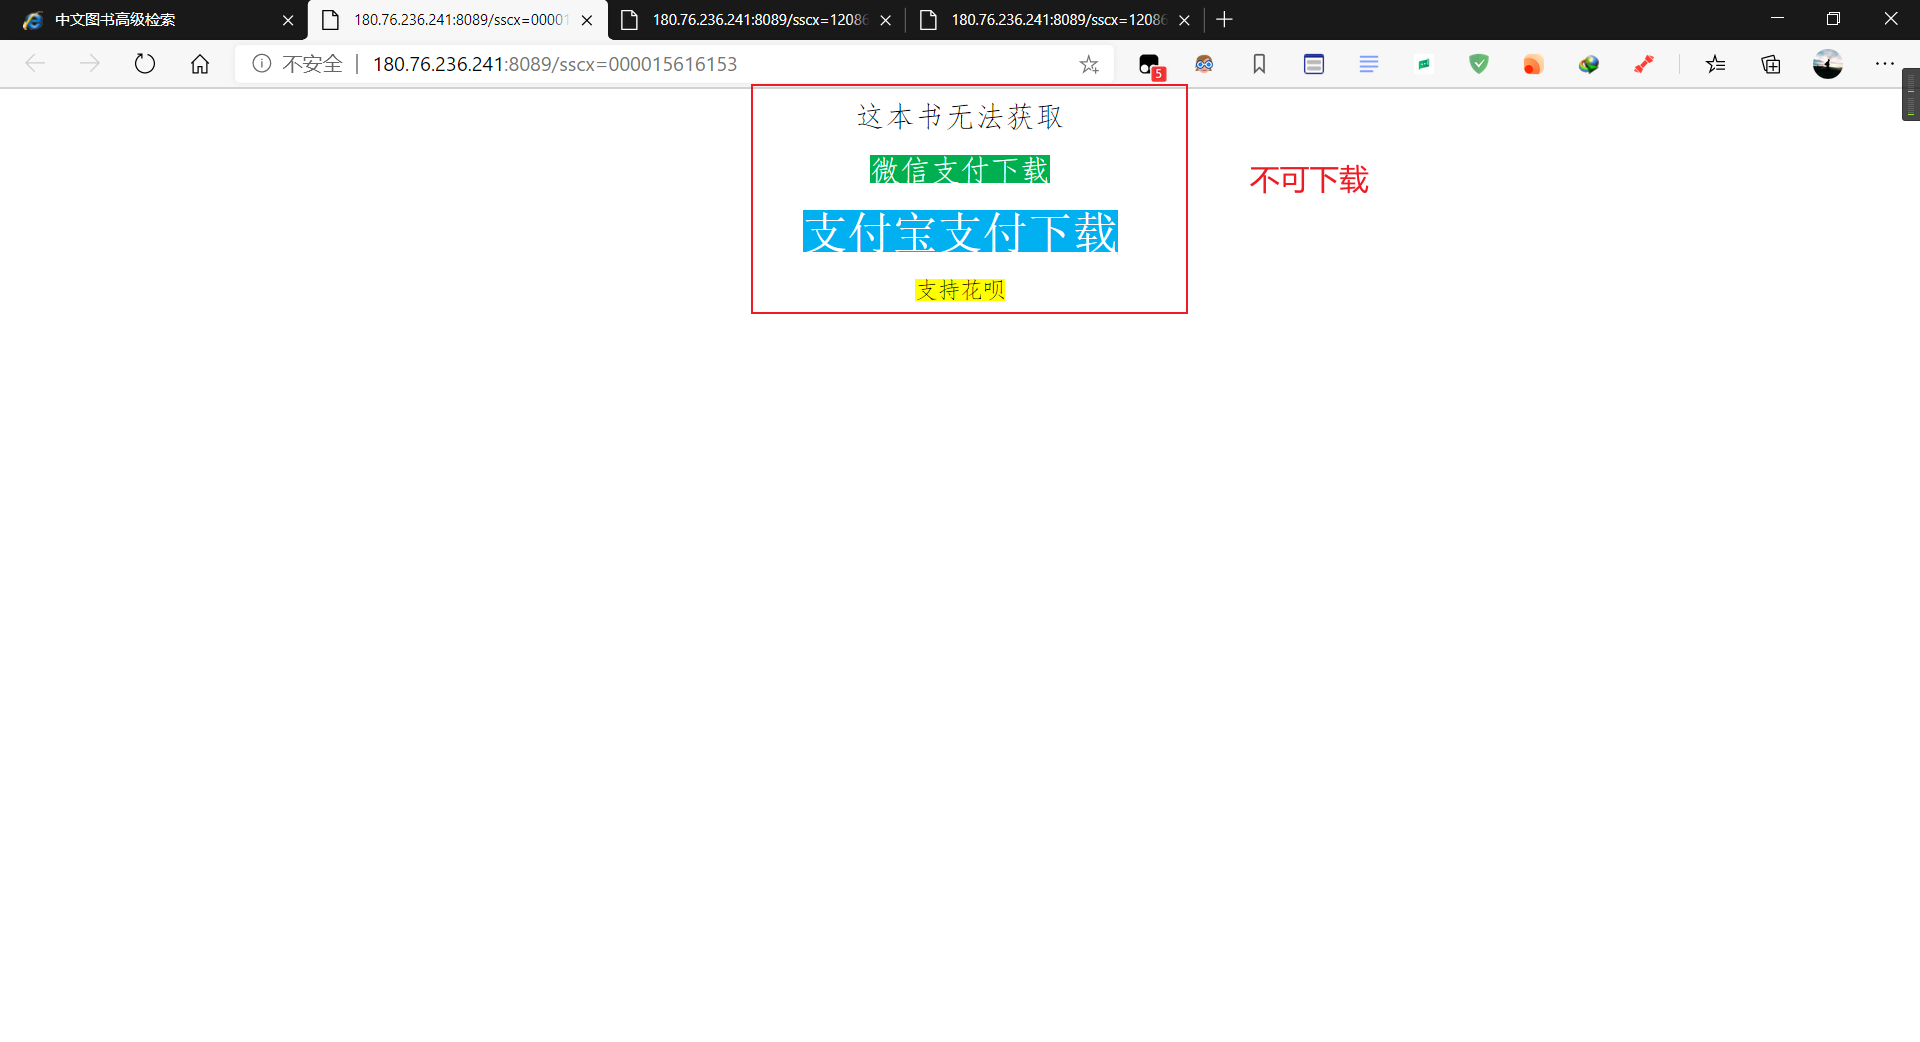 中文图书高级检索
180.76.236.241:8089/sscx=00001
180.76.236.241:8089/sscx=12086
180.76.236.241:8089/sscx=12086
不安全
180.76.236.241:8089/sscx=000015616153
5
这本书无法获取
微信支付下载
不可下载
支付宝支付下载
支持花呗